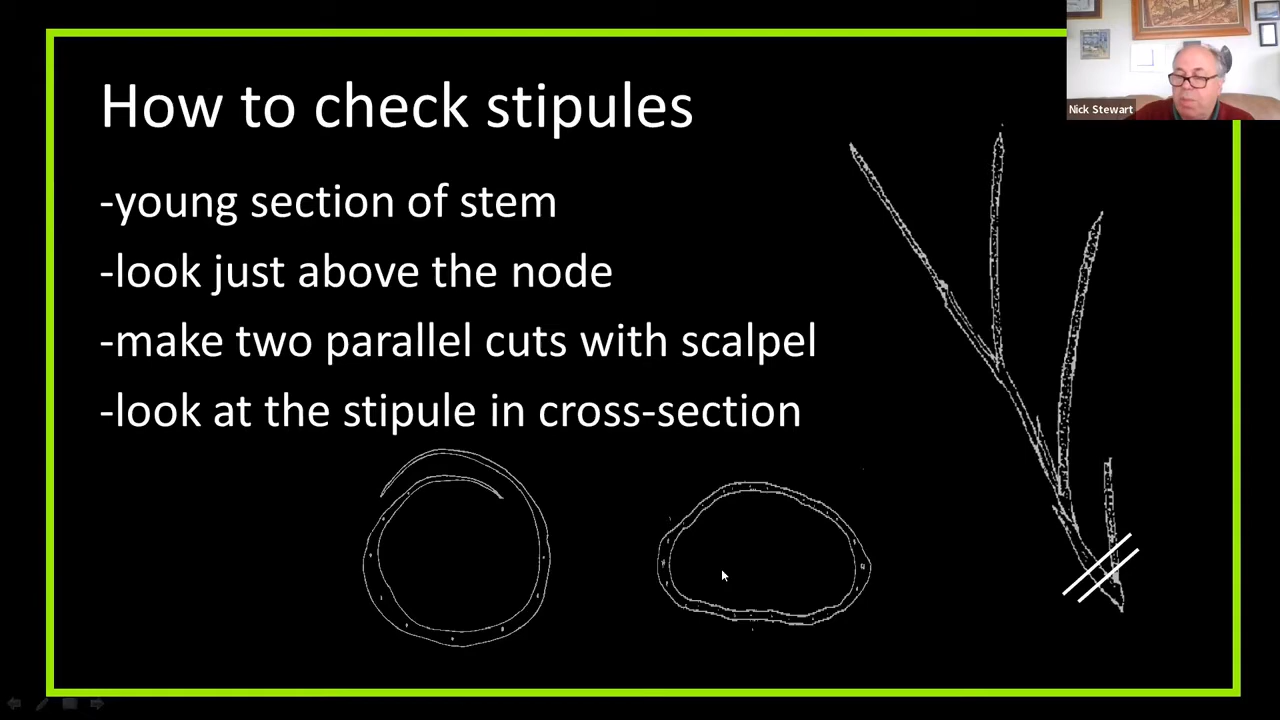 How to check stipules
-young section of stem
-look just above the node
-make two parallel cuts with scalpel
-look at the stipule in cross-section
Nick Stewart